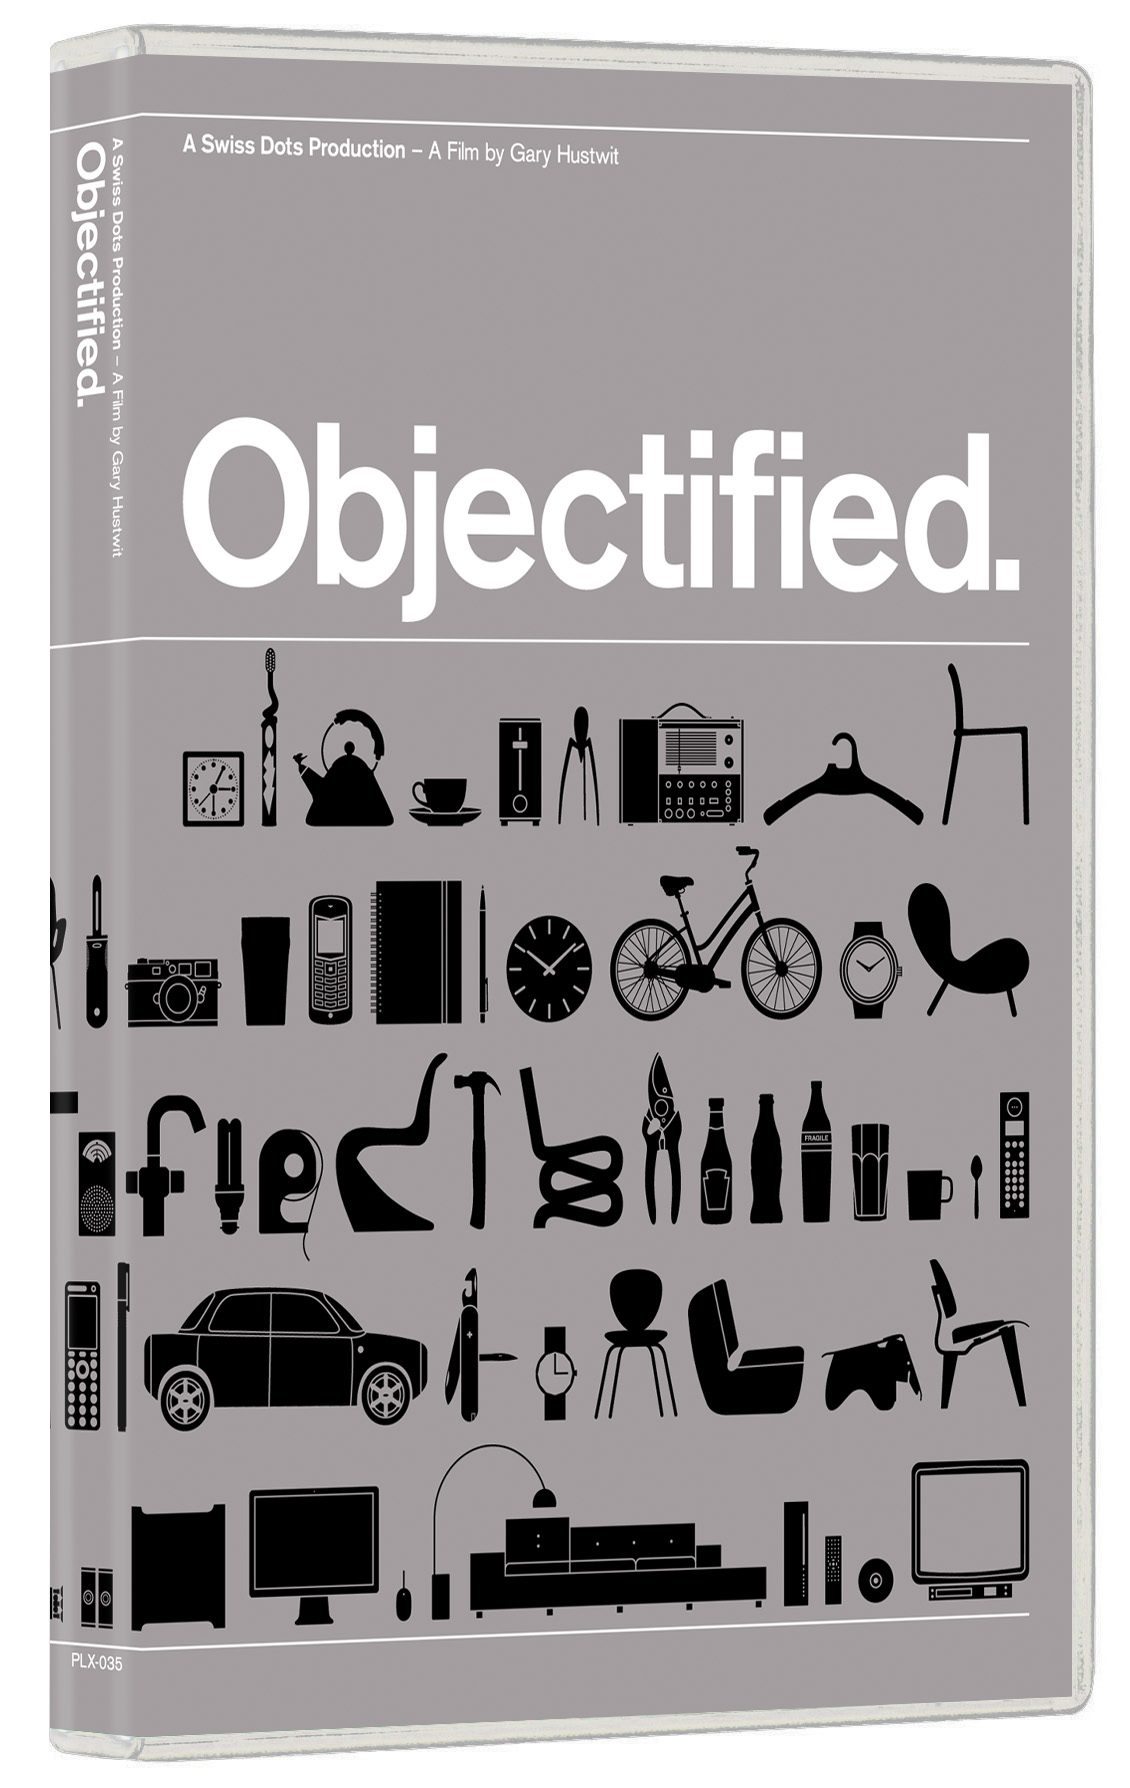 A Swiss Dots Production – A Film by Gary Hustwit
Objectified.
A Swiss Dots Production – A Film by Gary Hustwit
Objectified.
FRAGILE
PLX-035